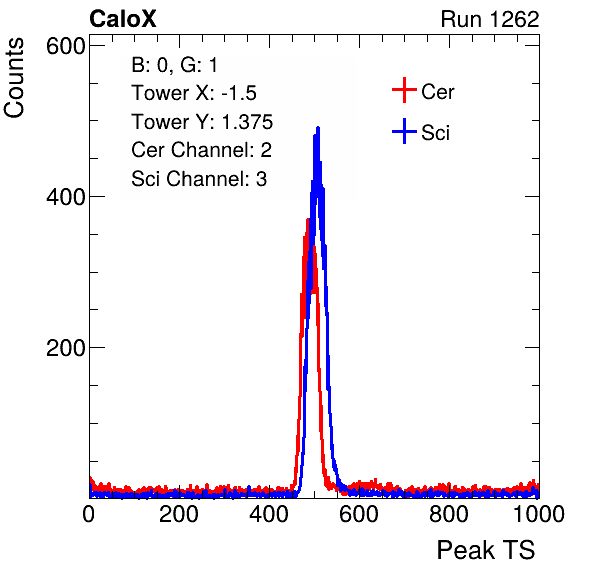 CaloX
Run 1262
Counts
600
400
200
B: 0, G: 1
Tower X: -1.5
Tower Y: 1.375
Cer Channel: 2
Sci Channel: 3
Cer
Sci
0 200 400 600 800 1000
Peak TS